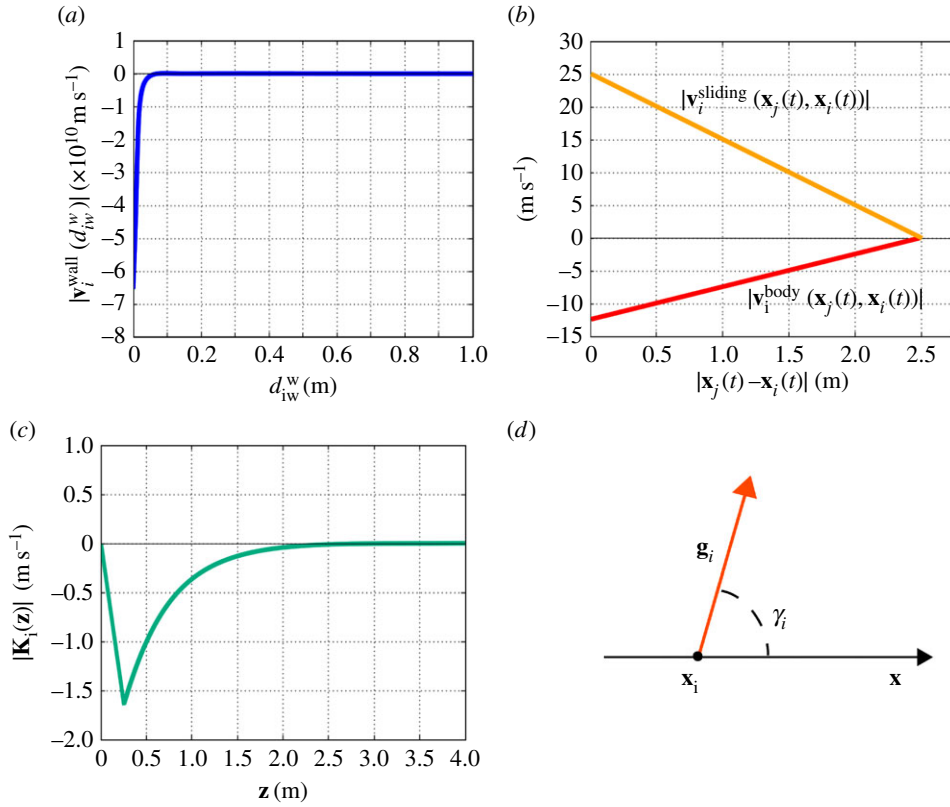 (a)
1
0
−1
−2
−3
−4
−5
−6
−7
−8
|v_i^wall (d_iw^w)| (×10^10 m s^−1)
0 0.2 0.4 0.6 0.8 1.0
d_iw^w (m)
(b)
30
25
20
15
10
5
0
−5
−10
−15
(m s^−1)
|v_i^sliding (x_j(t), x_i(t))|
|v_i^body (x_j(t), x_i(t))|
0 0.5 1.0 1.5 2.0 2.5
|x_j(t) −x_i(t)| (m)
(c)
1.0
0.5
0
−0.5
−1.0
−1.5
−2.0
|K_i(z)| (m s^−1)
0 0.5 1.0 1.5 2.0 2.5 3.0 3.5 4.0
z (m)
(d)
g_i
γ_i
x_i
x